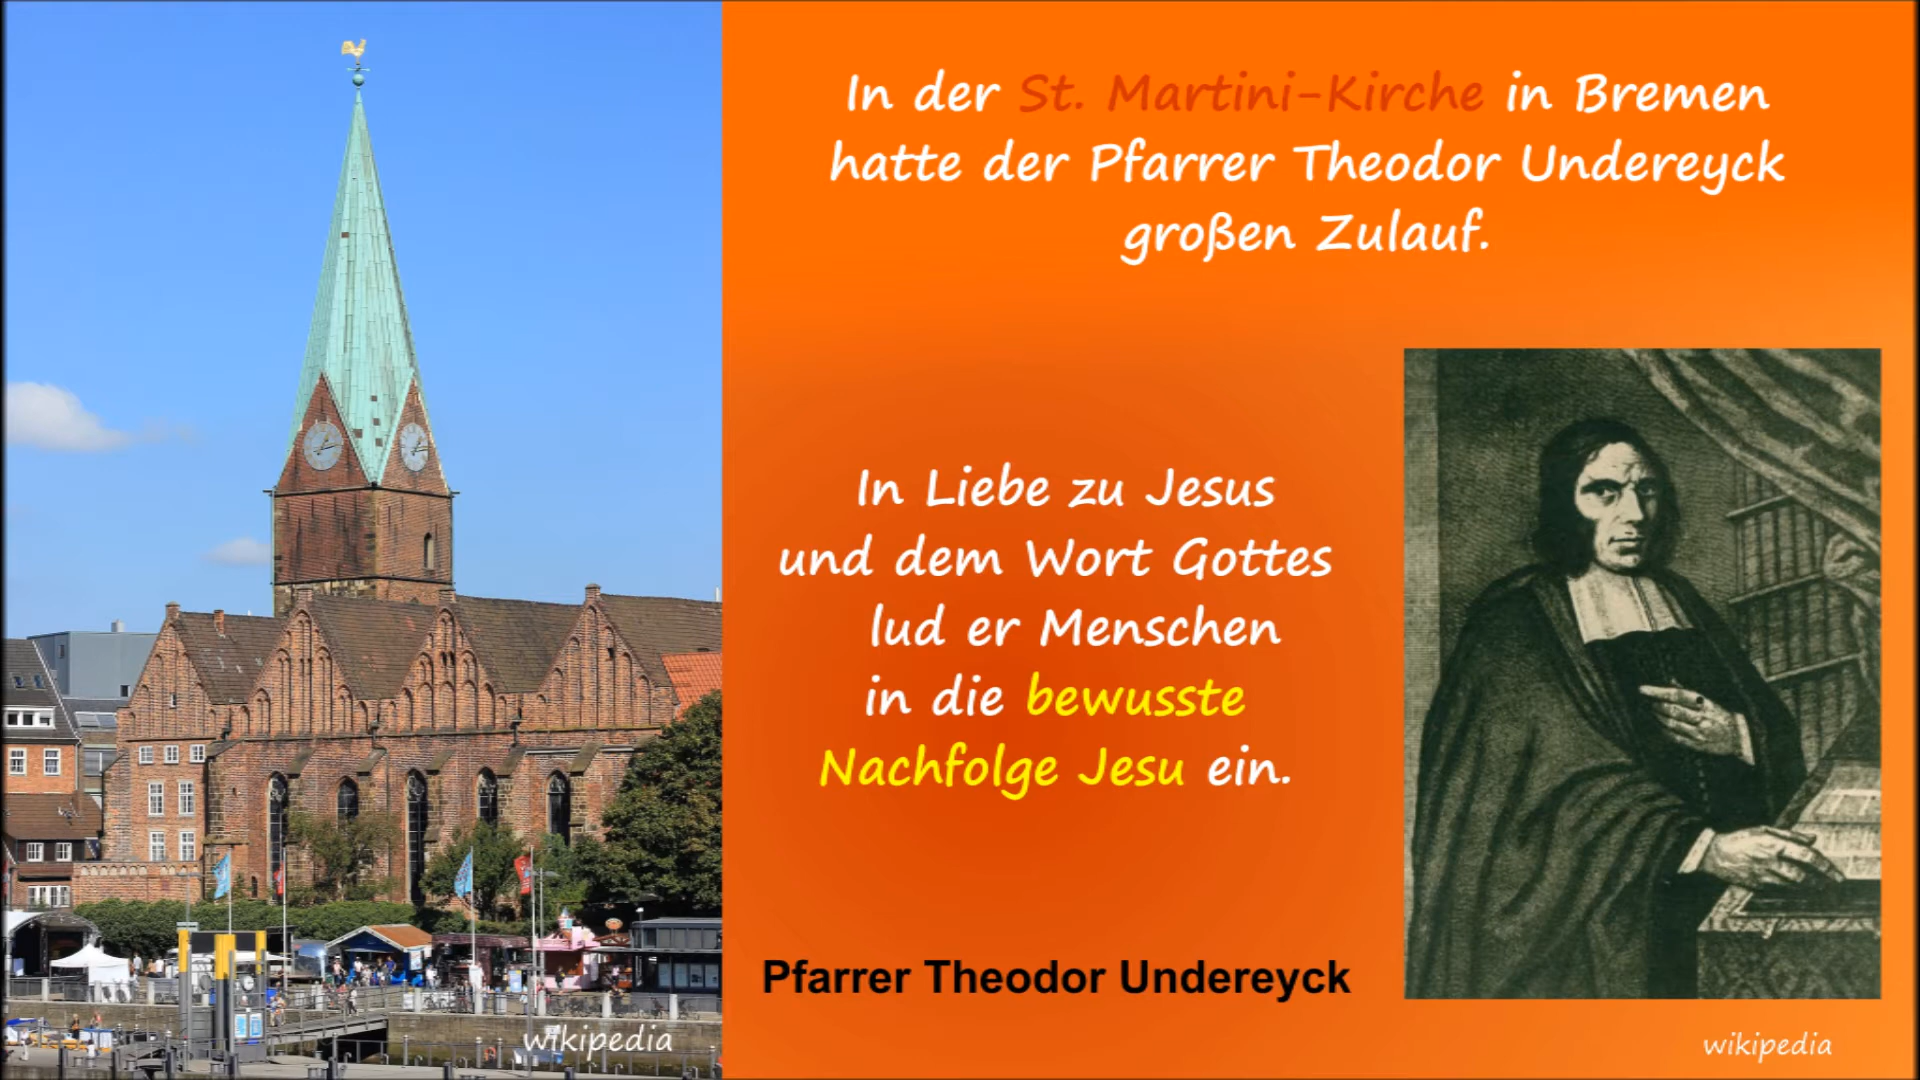 In der St. Martini-Kirche in Bremen
hatte der Pfarrer Theodor Undereyck
großen Zulauf.
In Liebe zu Jesus
und dem Wort Gottes
lud er Menschen
in die bewusste
Nachfolge Jesu ein.
Pfarrer Theodor Undereyck
wikipedia
wikipedia